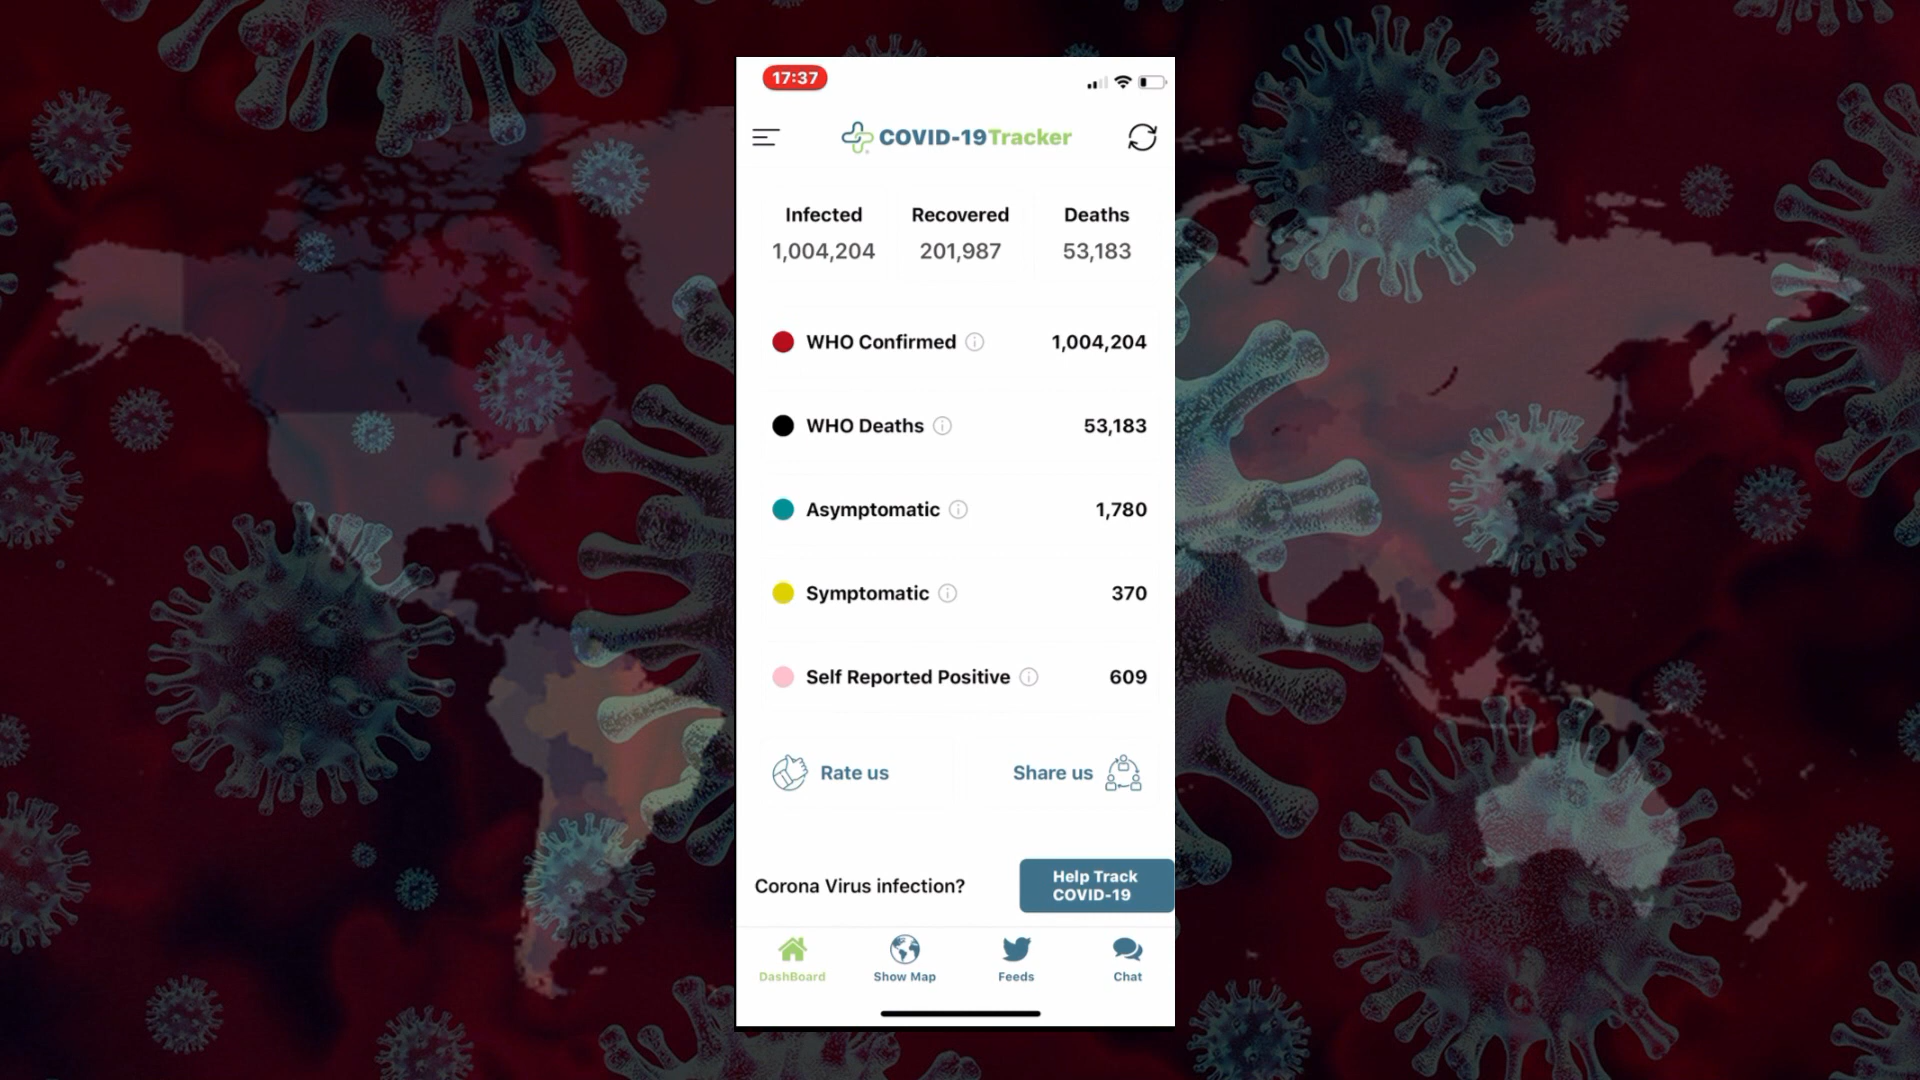 17:37
COVID-19Tracker
Infected Recovered Deaths
1,004,204 201,987 53,183
WHO Confirmed 1,004,204
WHO Deaths 53,183
Asymptomatic 1,780
Symptomatic 370
Self Reported Positive 609
Rate us Share us
Corona Virus infection?
Help Track
COVID-19
DashBoard Show Map Feeds Chat